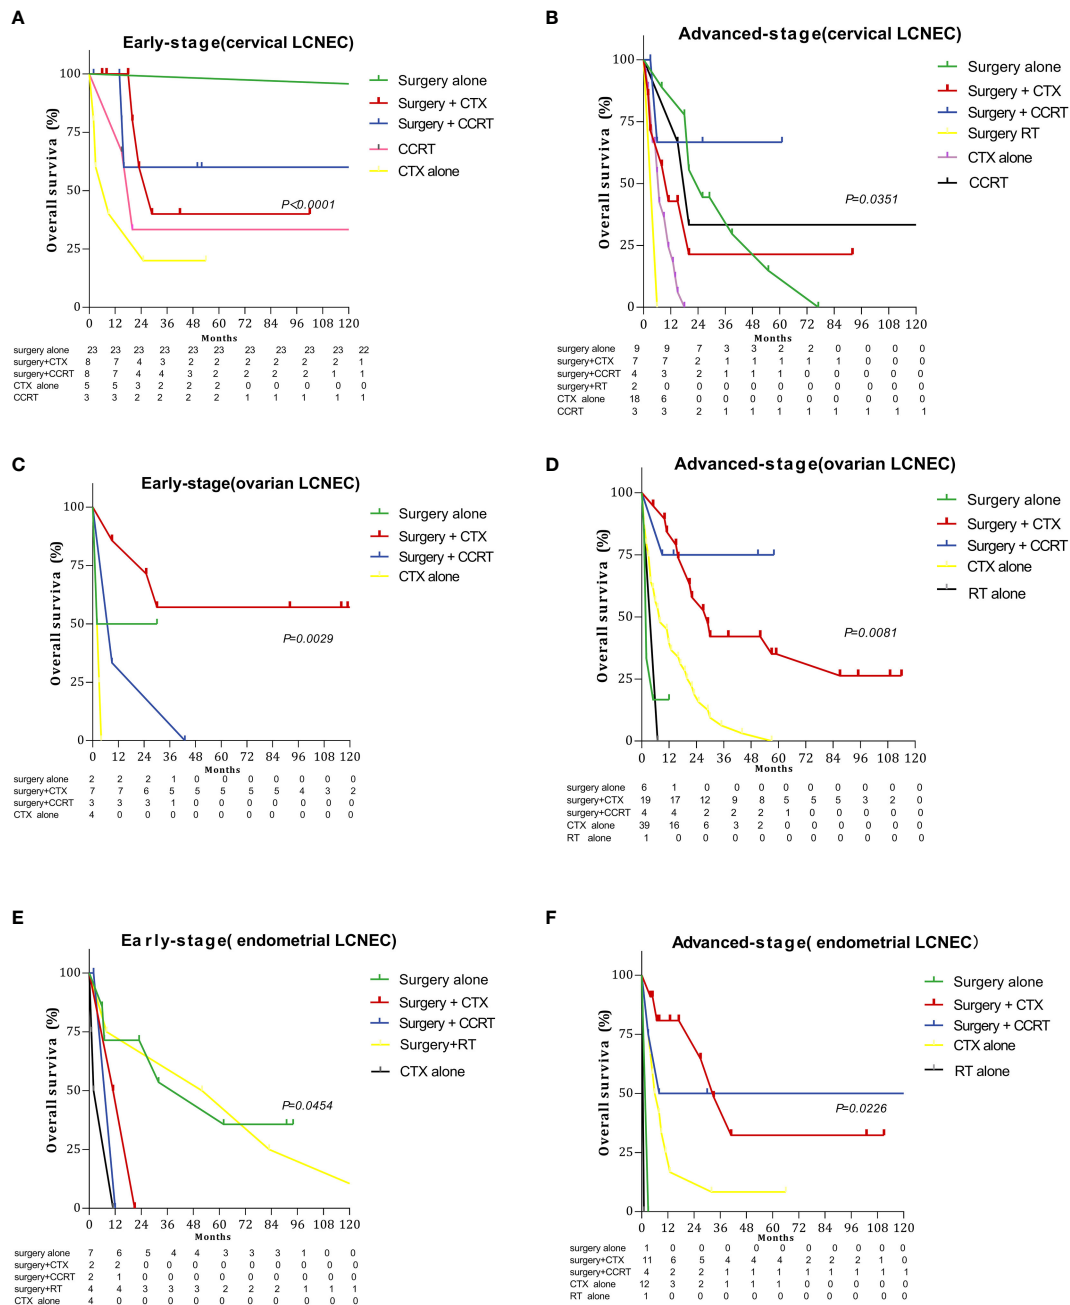 A
Early-stage(cervical LCNEC)
Overall surviva (%)
100
75
50
25
0
0 12 24 36 48 60 72 84 96 108 120
Months
Surgery alone
Surgery + CTX
Surgery + CCRT
CCRT
CTX alone
P<0.0001
surgery alone 23 23 23 23 23 23 23 23 23 22
surgery+CTX 8 7 4 3 2 2 2 2 2 2 1
surgery+CCRT 8 7 4 4 3 2 2 2 2 1 1
CTX alone 5 5 3 2 2 2 0 0 0 0 0
CCRT 3 3 2 2 2 2 1 1 1 1 1
B
Advanced-stage(cervical LCNEC)
Overall surviva (%)
100
75
50
25
0
0 12 24 36 48 60 72 84 96 108 120
Months
Surgery alone
Surgery + CTX
Surgery + CCRT
Surgery RT
CTX alone
CCRT
P=0.0351
surgery alone 9 9 7 3 3 2 2 0 0 0 0
surgery+CTX 7 7 2 1 1 1 1 1 0 0 0
surgery+CCRT 4 3 2 1 1 1 0 0 0 0 0
surgery+RT 2 0 0 0 0 0 0 0 0 0 0
CTX alone 18 6 0 0 0 0 0 0 0 0 0
CCRT 3 3 2 1 1 1 1 1 1 1 1
C
Early-stage(ovarian LCNEC)
Overall surviva (%)
100
75
50
25
0
0 12 24 36 48 60 72 84 96 108 120
Months
Surgery alone
Surgery + CTX
Surgery + CCRT
CTX alone
P=0.0029
surgery alone 2 2 2 1 0 0 0 0 0 0 0
surgery+CTX 7 7 6 5 5 5 5 5 4 3 2
surgery+CCRT 3 3 3 1 0 0 0 0 0 0 0
CTX alone 4 0 0 0 0 0 0 0 0 0 0
D
Advanced-stage(ovarian LCNEC)
Overall surviva (%)
100
75
50
25
0
0 12 24 36 48 60 72 84 96 108 120
Months
Surgery alone
Surgery + CTX
Surgery + CCRT
CTX alone
RT alone
P=0.0081
surgery alone 6 1 0 0 0 0 0 0 0 0 0
surgery+CTX 19 17 12 9 8 5 5 5 3 2 0
surgery+CCRT 4 4 2 2 2 1 0 0 0 0 0
CTX alone 39 16 6 3 2 0 0 0 0 0 0
RT alone 1 0 0 0 0 0 0 0 0 0 0
E
Early-stage( endometrial LCNEC)
Overall surviva (%)
100
75
50
25
0
0 12 24 36 48 60 72 84 96 108 120
Months
Surgery alone
Surgery + CTX
Surgery + CCRT
Surgery+RT
CTX alone
P=0.0454
surgery alone 7 6 5 4 4 3 3 3 1 0 0
surgery+CTX 2 2 0 0 0 0 0 0 0 0 0
surgery+CCRT 2 1 0 0 0 0 0 0 0 0 0
surgery+RT 4 4 3 3 3 2 2 2 1 1 1
CTX alone 4 0 0 0 0 0 0 0 0 0 0
F
Advanced-stage( endometrial LCNEC）
Overall surviva (%)
100
75
50
25
0
0 12 24 36 48 60 72 84 96 108 120
Months
Surgery alone
Surgery + CTX
Surgery + CCRT
CTX alone
RT alone
P=0.0226
surgery alone 1 0 0 0 0 0 0 0 0 0 0
surgery+CTX 11 6 5 4 4 4 2 2 2 1 0
surgery+CCRT 4 2 2 1 1 1 1 1 1 1 1
CTX alone 12 3 2 1 1 1 0 0 0 0 0
RT alone 1 0 0 0 0 0 0 0 0 0 0